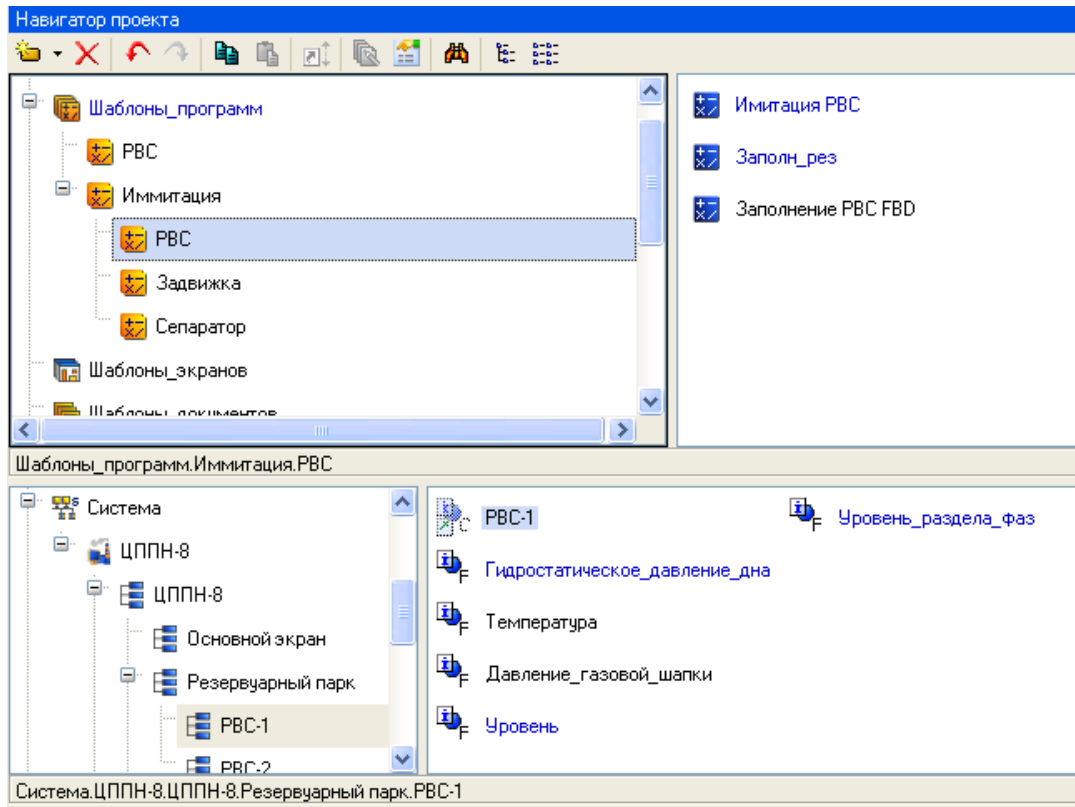 Навигатор проекта
Шаблоны_программ
РВС
Иммитация
РВС
Задвижка
Сепаратор
Шаблоны_экранов
Шаблоны_документов
Имитация РВС
Заполн_рез
Заполнение РВС FBD
Шаблоны_программ.Иммитация.РВС
Система
ЦППН-8
ЦППН-8
Основной экран
Резервуарный парк
РВС-1
РВС-2
РВС-1
Гидростатическое_давление_дна
Температура
Давление_газовой_шапки
Уровень
Уровень_раздела_фаз
Система.ЦППН-8.ЦППН-8.Резервуарный парк.РВС-1